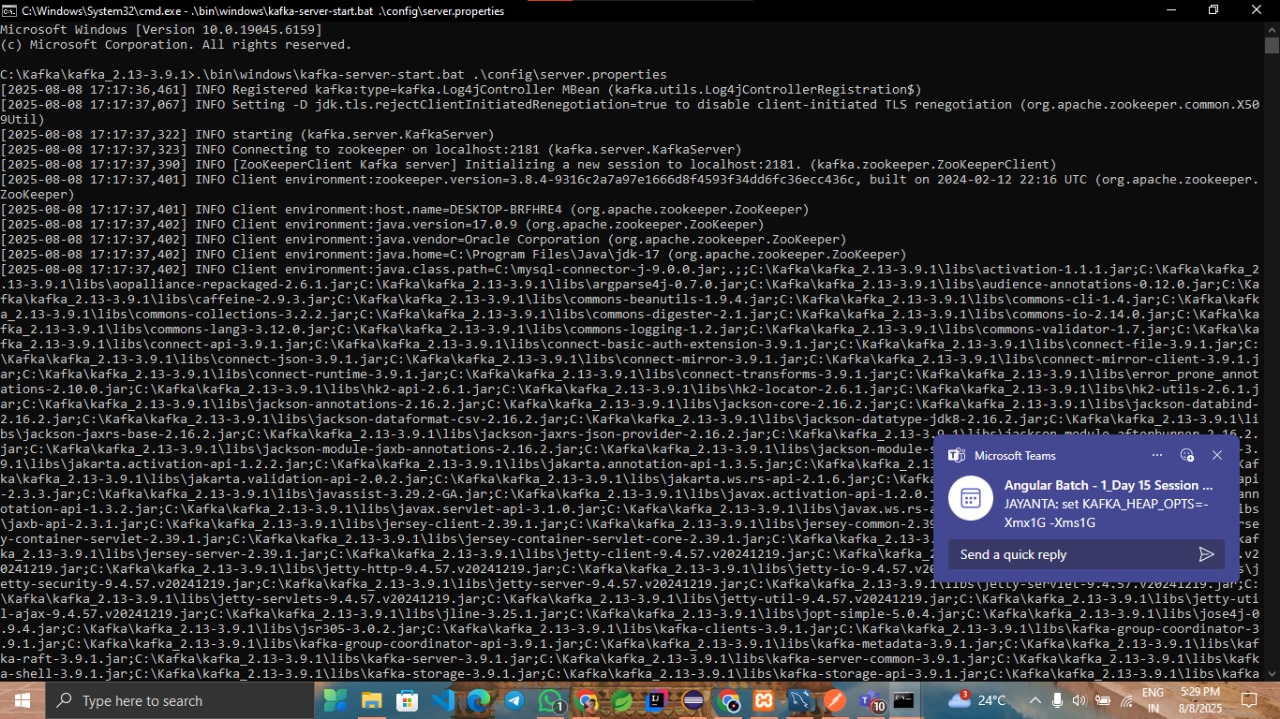 C:\Windows\System32\cmd.exe - .\bin\windows\kafka-server-start.bat .\config\server.properties
Microsoft Windows [Version 10.0.19045.6159]
(c) Microsoft Corporation. All rights reserved.
C:\Kafka\kafka_2.13-3.9.1>.\bin\windows\kafka-server-start.bat .\config\server.properties
[2025-08-08 17:17:36,461] INFO Registered kafka:type=kafka.Log4jController MBean (kafka.utils.Log4jControllerRegistration$)
[2025-08-08 17:17:37,067] INFO Setting -D jdk.tls.rejectClientInitiatedRenegotiation=true to disable client-initiated TLS renegotiation (org.apache.zookeeper.common.X50
9Util)
[2025-08-08 17:17:37,322] INFO starting (kafka.server.KafkaServer)
[2025-08-08 17:17:37,323] INFO Connecting to zookeeper on localhost:2181 (kafka.server.KafkaServer)
[2025-08-08 17:17:37,390] INFO [ZooKeeperClient Kafka server] Initializing a new session to localhost:2181. (kafka.zookeeper.ZooKeeperClient)
[2025-08-08 17:17:37,401] INFO Client environment:zookeeper.version=3.8.4-9316c2a7a97e1666d8f4593f34dd6fc36ecc436c, built on 2024-02-12 22:16 UTC (org.apache.zookeeper.
ZooKeeper)
[2025-08-08 17:17:37,401] INFO Client environment:host.name=DESKTOP-BRFHRE4 (org.apache.zookeeper.ZooKeeper)
[2025-08-08 17:17:37,402] INFO Client environment:java.version=17.0.9 (org.apache.zookeeper.ZooKeeper)
[2025-08-08 17:17:37,402] INFO Client environment:java.vendor=Oracle Corporation (org.apache.zookeeper.ZooKeeper)
[2025-08-08 17:17:37,402] INFO Client environment:java.home=C:\Program Files\Java\jdk-17 (org.apache.zookeeper.ZooKeeper)
[2025-08-08 17:17:37,402] INFO Client environment:java.class.path=C:\mysql-connector-j-9.0.0.jar;.;;C:\Kafka\kafka_2.13-3.9.1\libs\activation-1.1.1.jar;C:\Kafka\kafka_2
.13-3.9.1\libs\aopalliance-repackaged-2.6.1.jar;C:\Kafka\kafka_2.13-3.9.1\libs\argparse4j-0.7.0.jar;C:\Kafka\kafka_2.13-3.9.1\libs\audience-annotations-0.12.0.jar;C:\Ka
fka\kafka_2.13-3.9.1\libs\caffeine-2.9.3.jar;C:\Kafka\kafka_2.13-3.9.1\libs\commons-beanutils-1.9.4.jar;C:\Kafka\kafka_2.13-3.9.1\libs\commons-cli-1.4.jar;C:\Kafka\kafk
a_2.13-3.9.1\libs\commons-collections-3.2.2.jar;C:\Kafka\kafka_2.13-3.9.1\libs\commons-digester-2.1.jar;C:\Kafka\kafka_2.13-3.9.1\libs\commons-io-2.14.0.jar;C:\Kafka\ka
fka_2.13-3.9.1\libs\commons-lang3-3.12.0.jar;C:\Kafka\kafka_2.13-3.9.1\libs\commons-logging-1.2.jar;C:\Kafka\kafka_2.13-3.9.1\libs\commons-validator-1.7.jar;C:\Kafka\ka
fka_2.13-3.9.1\libs\connect-api-3.9.1.jar;C:\Kafka\kafka_2.13-3.9.1\libs\connect-basic-auth-extension-3.9.1.jar;C:\Kafka\kafka_2.13-3.9.1\libs\connect-file-3.9.1.jar;C:
\Kafka\kafka_2.13-3.9.1\libs\connect-json-3.9.1.jar;C:\Kafka\kafka_2.13-3.9.1\libs\connect-mirror-3.9.1.jar;C:\Kafka\kafka_2.13-3.9.1\libs\connect-mirror-client-3.9.1.j
ar;C:\Kafka\kafka_2.13-3.9.1\libs\connect-runtime-3.9.1.jar;C:\Kafka\kafka_2.13-3.9.1\libs\connect-transforms-3.9.1.jar;C:\Kafka\kafka_2.13-3.9.1\libs\error_prone_annot
ations-2.10.0.jar;C:\Kafka\kafka_2.13-3.9.1\libs\hk2-api-2.6.1.jar;C:\Kafka\kafka_2.13-3.9.1\libs\hk2-locator-2.6.1.jar;C:\Kafka\kafka_2.13-3.9.1\libs\hk2-utils-2.6.1.j
ar;C:\Kafka\kafka_2.13-3.9.1\libs\jackson-annotations-2.16.2.jar;C:\Kafka\kafka_2.13-3.9.1\libs\jackson-core-2.16.2.jar;C:\Kafka\kafka_2.13-3.9.1\libs\jackson-databind-
2.16.2.jar;C:\Kafka\kafka_2.13-3.9.1\libs\jackson-dataformat-csv-2.16.2.jar;C:\Kafka\kafka_2.13-3.9.1\libs\jackson-datatype-jdk8-2.16.2.jar;C:\Kafka\kafka_2.13-3.9.1\li
bs\jackson-jaxrs-base-2.16.2.jar;C:\Kafka\kafka_2.13-3.9.1\libs\jackson-jaxrs-json-provider-2.16.2.jar;C:\Kafka\kafka_2.13-3.9.1\libs\jackson-module-afterburner-2.16.2.
jar;C:\Kafka\kafka_2.13-3.9.1\libs\jackson-module-jaxb-annotations-2.16.2.jar;C:\Kafka\kafka_2.13-3.9.1\libs\jackson-module-s
9.1\libs\jakarta.activation-api-1.2.2.jar;C:\Kafka\kafka_2.13-3.9.1\libs\jakarta.annotation-api-1.3.5.jar;C:\Kafka\kafka_2.13
\jakarta.validation-api-2.0.2.jar;C:\Kafka\kafka_2.13-3.9.1\libs\jakarta.ws.rs-api-2.1.6.jar;C
-2.3.3.jar;C:\Kafka\kafka_2.13-3.9.1\libs\javassist-3.29.2-GA.jar;C:\Kafka\kafka_2.13-3.9.1\libs\javax.activation-api-1.2.0.
\libs\javax.servlet-api-3.1.0.jar;C:\Kafka\kafka_2.13-3.9.1\libs\javax.ws.rs-a
\jaxb-api-2.3.1.jar;C:\Kafka\kafka_2.13-3.9.1\libs\jersey-client-2.39.1.jar;C:\Kafka\kafka_2.13-3.9.1\libs\jersey-common-2.39
y-container-servlet-2.39.1.jar;C:\Kafka\kafka_2.13-3.9.1\libs\jersey-container-servlet-core-2.39.1.jar;C:\Kafka\kafka_2.13-3.
ka_2.13-3.9.1\libs\jersey-server-2.39.1.jar;C:\Kafka\kafka_2.13-3.9.1\libs\jetty-client-9.4.57.v20241219.jar;C:\Kafka\kafka_2
0241219.jar;C:\Kafka\kafka_2.13-3.9.1\libs\jetty-http-9.4.57.v20241219.jar;C:\Kafka\kafka_2.13-3.9.1\libs\jetty-io-9.4.57.v20
etty-security-9.4.57.v20241219.jar;C:\Kafka\kafka_2.13-3.9.1\libs\jetty-server-9.4.57.v20241219.jar;C:\Kafka\kafka_2.13-3.9.1\libs\jetty-servlet-9.4.57.v20241219.jar;C:
\Kafka\kafka_2.13-3.9.1\libs\jetty-servlets-9.4.57.v20241219.jar;C:\Kafka\kafka_2.13-3.9.1\libs\jetty-util-9.4.57.v20241219.jar;C:\Kafka\kafka_2.13-3.9.1\libs\jetty-uti
l-ajax-9.4.57.v20241219.jar;C:\Kafka\kafka_2.13-3.9.1\libs\jline-3.25.1.jar;C:\Kafka\kafka_2.13-3.9.1\libs\jopt-simple-5.0.4.jar;C:\Kafka\kafka_2.13-3.9.1\libs\jose4j-0
.9.4.jar;C:\Kafka\kafka_2.13-3.9.1\libs\jsr305-3.0.2.jar;C:\Kafka\kafka_2.13-3.9.1\libs\kafka-clients-3.9.1.jar;C:\Kafka\kafka_2.13-3.9.1\libs\kafka-group-coordinator-3
.9.1.jar;C:\Kafka\kafka_2.13-3.9.1\libs\kafka-group-coordinator-api-3.9.1.jar;C:\Kafka\kafka_2.13-3.9.1\libs\kafka-metadata-3.9.1.jar;C:\Kafka\kafka_2.13-3.9.1\libs\kaf
ka-raft-3.9.1.jar;C:\Kafka\kafka_2.13-3.9.1\libs\kafka-server-3.9.1.jar;C:\Kafka\kafka_2.13-3.9.1\libs\kafka-server-common-3.9.1.jar;C:\Kafka\kafka_2.13-3.9.1\libs\kafk
a-shell-3.9.1.jar;C:\Kafka\kafka_2.13-3.9.1\libs\kafka-storage-3.9.1.jar;C:\Kafka\kafka_2.13-3.9.1\libs\kafka-storage-api-3.9.1.jar;C:\Kafka\kafka_2.13-3.9.1\libs\kafka
Microsoft Teams
Angular Batch - 1_Day 15 Session ...
JAYANTA: set KAFKA_HEAP_OPTS=-
Xmx1G -Xms1G
Send a quick reply
Type here to search
1
10
3
24°C
ENG
IN
5:29 PM
8/8/2025